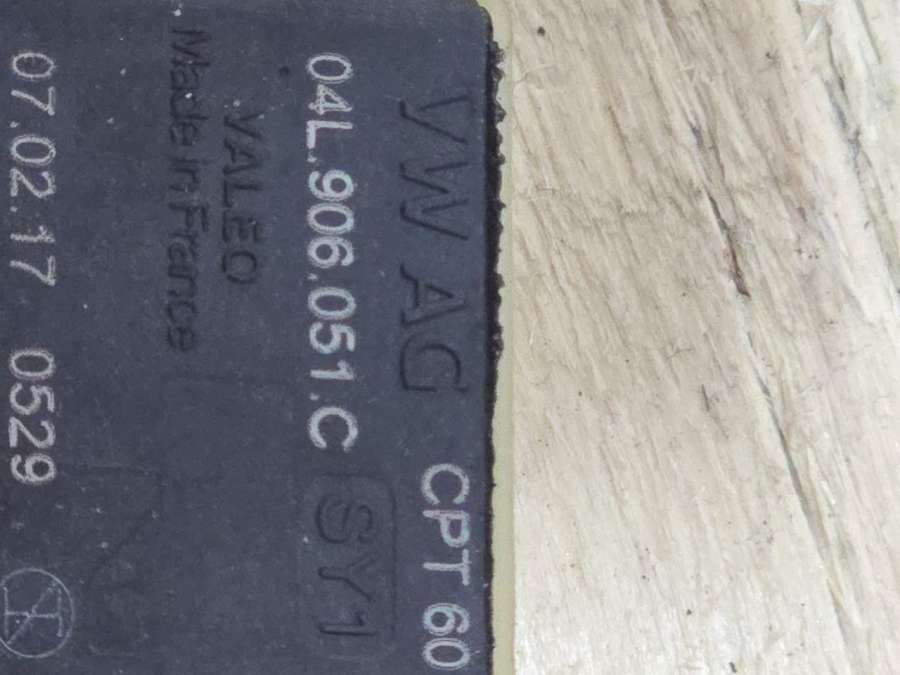 VW AG CPT 60
04L.906.051.C SY1
VALEO
Made in France
07.02.17 0529